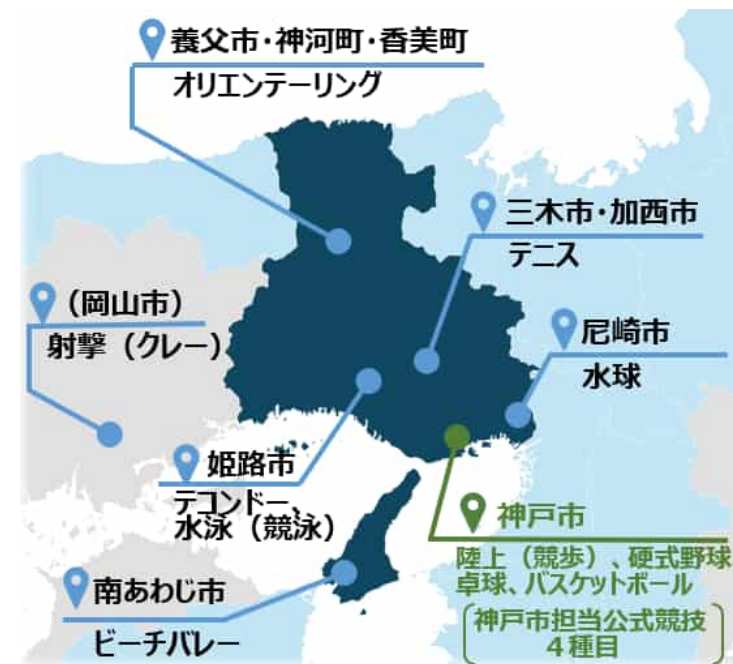 養父市・神河町・香美町
オリエンテーリング
三木市・加西市
テニス
（岡山市）
射撃（クレー）
尼崎市
水球
姫路市
テコンドー、
水泳（競泳）
神戸市
陸上（競歩）、硬式野球
卓球、バスケットボール
神戸市担当公式競技
４種目
南あわじ市
ビーチバレー